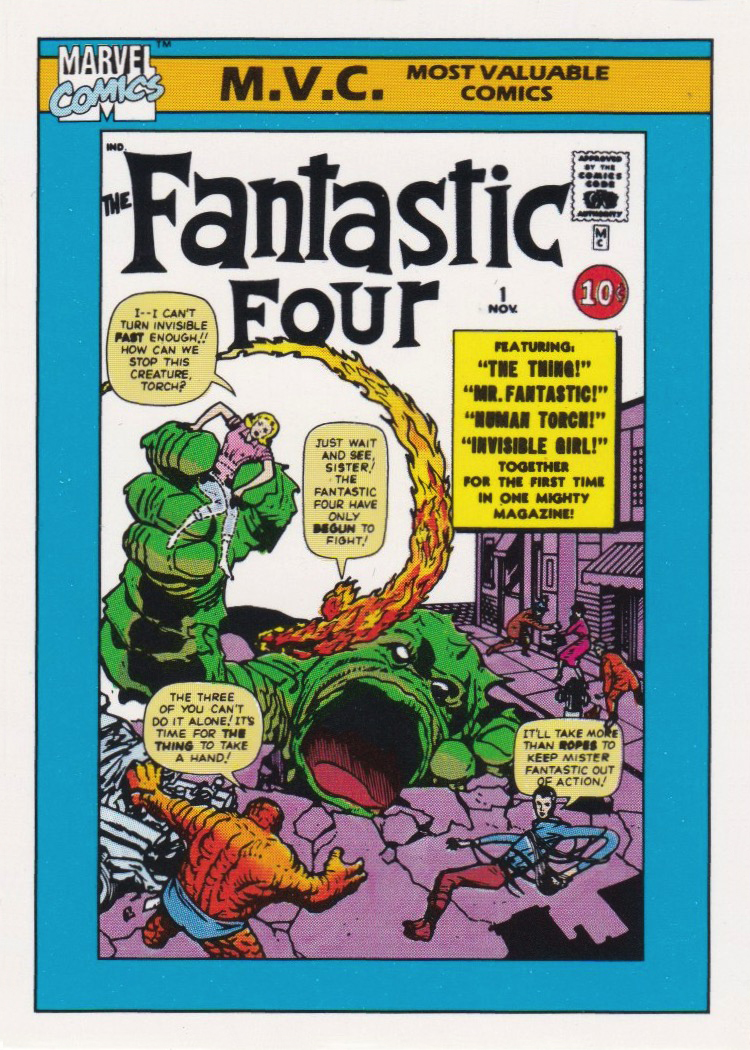 MARVEL
COMICS
TM
M.V.C.
MOST VALUABLE
COMICS
IND.
THE Fantastic
Four
APPROVED
BY THE
COMICS
CODE
AUTHORITY
M
C
1
NOV.
10¢
I--I CAN'T
TURN INVISIBLE
FAST ENOUGH!!
HOW CAN WE
STOP THIS
CREATURE,
TORCH?
FEATURING:
"THE THING!"
"MR. FANTASTIC!"
"HUMAN TORCH!"
"INVISIBLE GIRL!"
TOGETHER
FOR THE FIRST TIME
IN ONE MIGHTY
MAGAZINE!
JUST WAIT
AND SEE,
SISTER!
THE
FANTASTIC
FOUR HAVE
ONLY
BEGUN TO
FIGHT!
THE THREE
OF YOU CAN'T
DO IT ALONE! IT'S
TIME FOR THE
THING TO TAKE
A HAND!
IT'LL TAKE MORE
THAN ROPES TO
KEEP MISTER
FANTASTIC OUT
OF ACTION!